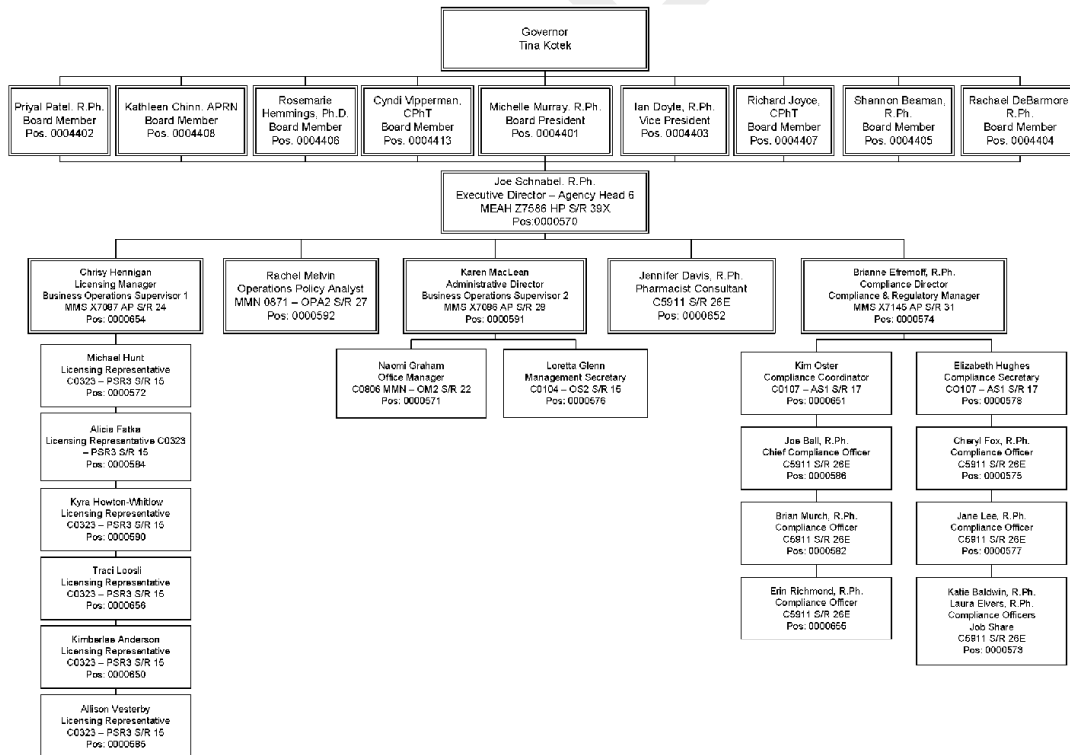 Governor
Tina Kotek
Priyal Patel, R.Ph.
Board Member
Pos. 0004402
Kathleen Chinn, APRN
Board Member
Pos. 0004408
Rosemarie
Hemmings, Ph.D.
Board Member
Pos. 0004406
Cyndi Vipperman,
CPhT
Board Member
Pos. 0004413
Michelle Murray, R.Ph.
Board President
Pos. 0004401
Ian Doyle, R.Ph.
Vice President
Pos. 0004403
Richard Joyce,
CPhT
Board Member
Pos. 0004407
Shannon Beaman,
R.Ph.
Board Member
Pos. 0004405
Rachael DeBarmore
R.Ph.
Board Member
Pos. 0004404
Joe Schnabel, R.Ph.
Executive Director – Agency Head 6
MEAH Z7586 HP S/R 39X
Pos:0000570
Chrisy Hennigan
Licensing Manager
Business Operations Supervisor 1
MMS X7087 AP S/R 24
Pos: 0000654
Rachel Melvin
Operations Policy Analyst
MMN 0871 – OPA2 S/R 27
Pos: 0000592
Karen MacLean
Administrative Director
Business Operations Supervisor 2
MMS X7086 AP S/R 28
Pos: 0000591
Jennifer Davis, R.Ph.
Pharmacist Consultant
C5911 S/R 26E
Pos: 0000652
Brianne Efremoff, R.Ph.
Compliance Director
Compliance & Regulatory Manager
MMS X7145 AP S/R 31
Pos: 0000574
Michael Hunt
Licensing Representative
C0323 – PSR3 S/R 15
Pos: 0000572
Alicia Fatka
Licensing Representative C0323
– PSR3 S/R 15
Pos: 0000584
Kyra Howton-Whitlow
Licensing Representative
C0323 – PSR3 S/R 15
Pos: 0000590
Traci Loosli
Licensing Representative
C0323 – PSR3 S/R 15
Pos: 0000656
Kimberlee Anderson
Licensing Representative
C0323 – PSR3 S/R 15
Pos: 0000650
Allison Vesterby
Licensing Representative
C0323 – PSR3 S/R 15
Pos: 0000585
Naomi Graham
Office Manager
C0806 MMN – OM2 S/R 22
Pos: 0000571
Loretta Glenn
Management Secretary
C0104 – OS2 S/R 15
Pos: 0000576
Kim Oster
Compliance Coordinator
C0107 – AS1 S/R 17
Pos: 0000651
Joe Ball, R.Ph.
Chief Compliance Officer
C5911 S/R 26E
Pos: 0000586
Brian Murch, R.Ph.
Compliance Officer
C5911 S/R 26E
Pos: 0000582
Erin Richmond, R.Ph.
Compliance Officer
C5911 S/R 26E
Pos: 0000655
Elizabeth Hughes
Compliance Secretary
CO107 – AS1 S/R 17
Pos: 0000578
Cheryl Fox, R.Ph.
Compliance Officer
C5911 S/R 26E
Pos: 0000575
Jane Lee, R.Ph.
Compliance Officer
C5911 S/R 26E
Pos: 0000577
Katie Baldwin, R.Ph.
Laura Elvers, R.Ph.
Compliance Officers
Job Share
C5911 S/R 26E
Pos: 0000573